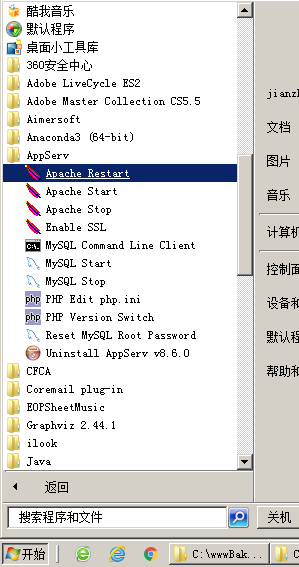 酷我音乐
默认程序
桌面小工具库
360安全中心
Adobe LiveCycle ES2
Adobe Master Collection CS5.5
Aimersoft
Anaconda3 (64-bit)
AppServ
Apache Restart
Apache Start
Apache Stop
Enable SSL
MySQL Command Line Client
MySQL Start
MySQL Stop
PHP Edit php.ini
PHP Version Switch
Reset MySQL Root Password
Uninstall AppServ v8.6.0
CFCA
Coremail plug-in
EOPSheetMusic
Graphviz 2.44.1
ilook
Java
返回
搜索程序和文件
jianzh
文档
图片
音乐
计算机
控制面
设备和
默认程
帮助和
关机
开始
C:\wwwBak...
C: